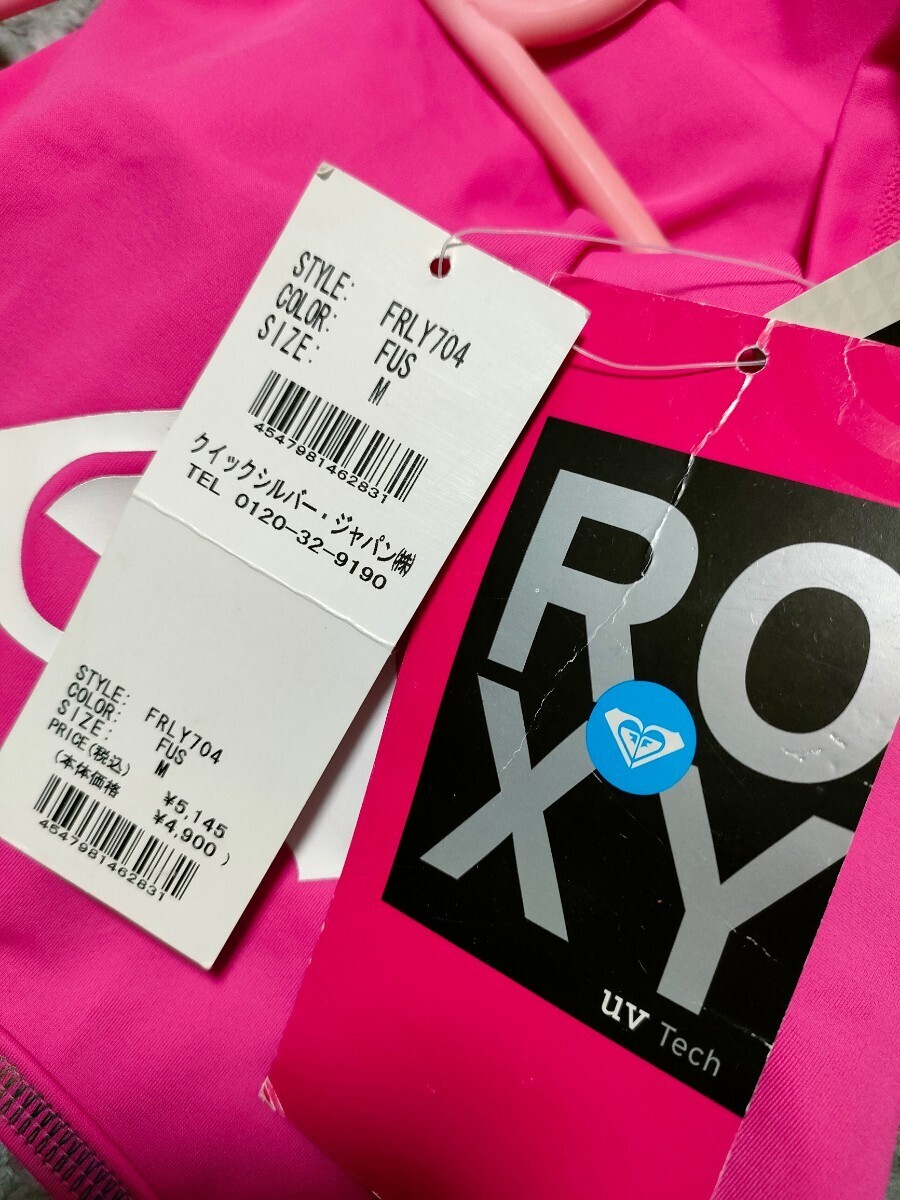 STYLE: FRLY704
COLOR: FUS
SIZE: M
4547981462831
クイックシルバー・ジャパン㈱
TEL 0120-32-9190
STYLE: FRLY704
COLOR: FUS
SIZE: M
PRICE(税込) ¥5,145
(本体価格 ¥4,900 )
4547981462831
RO
XY
uv Tech